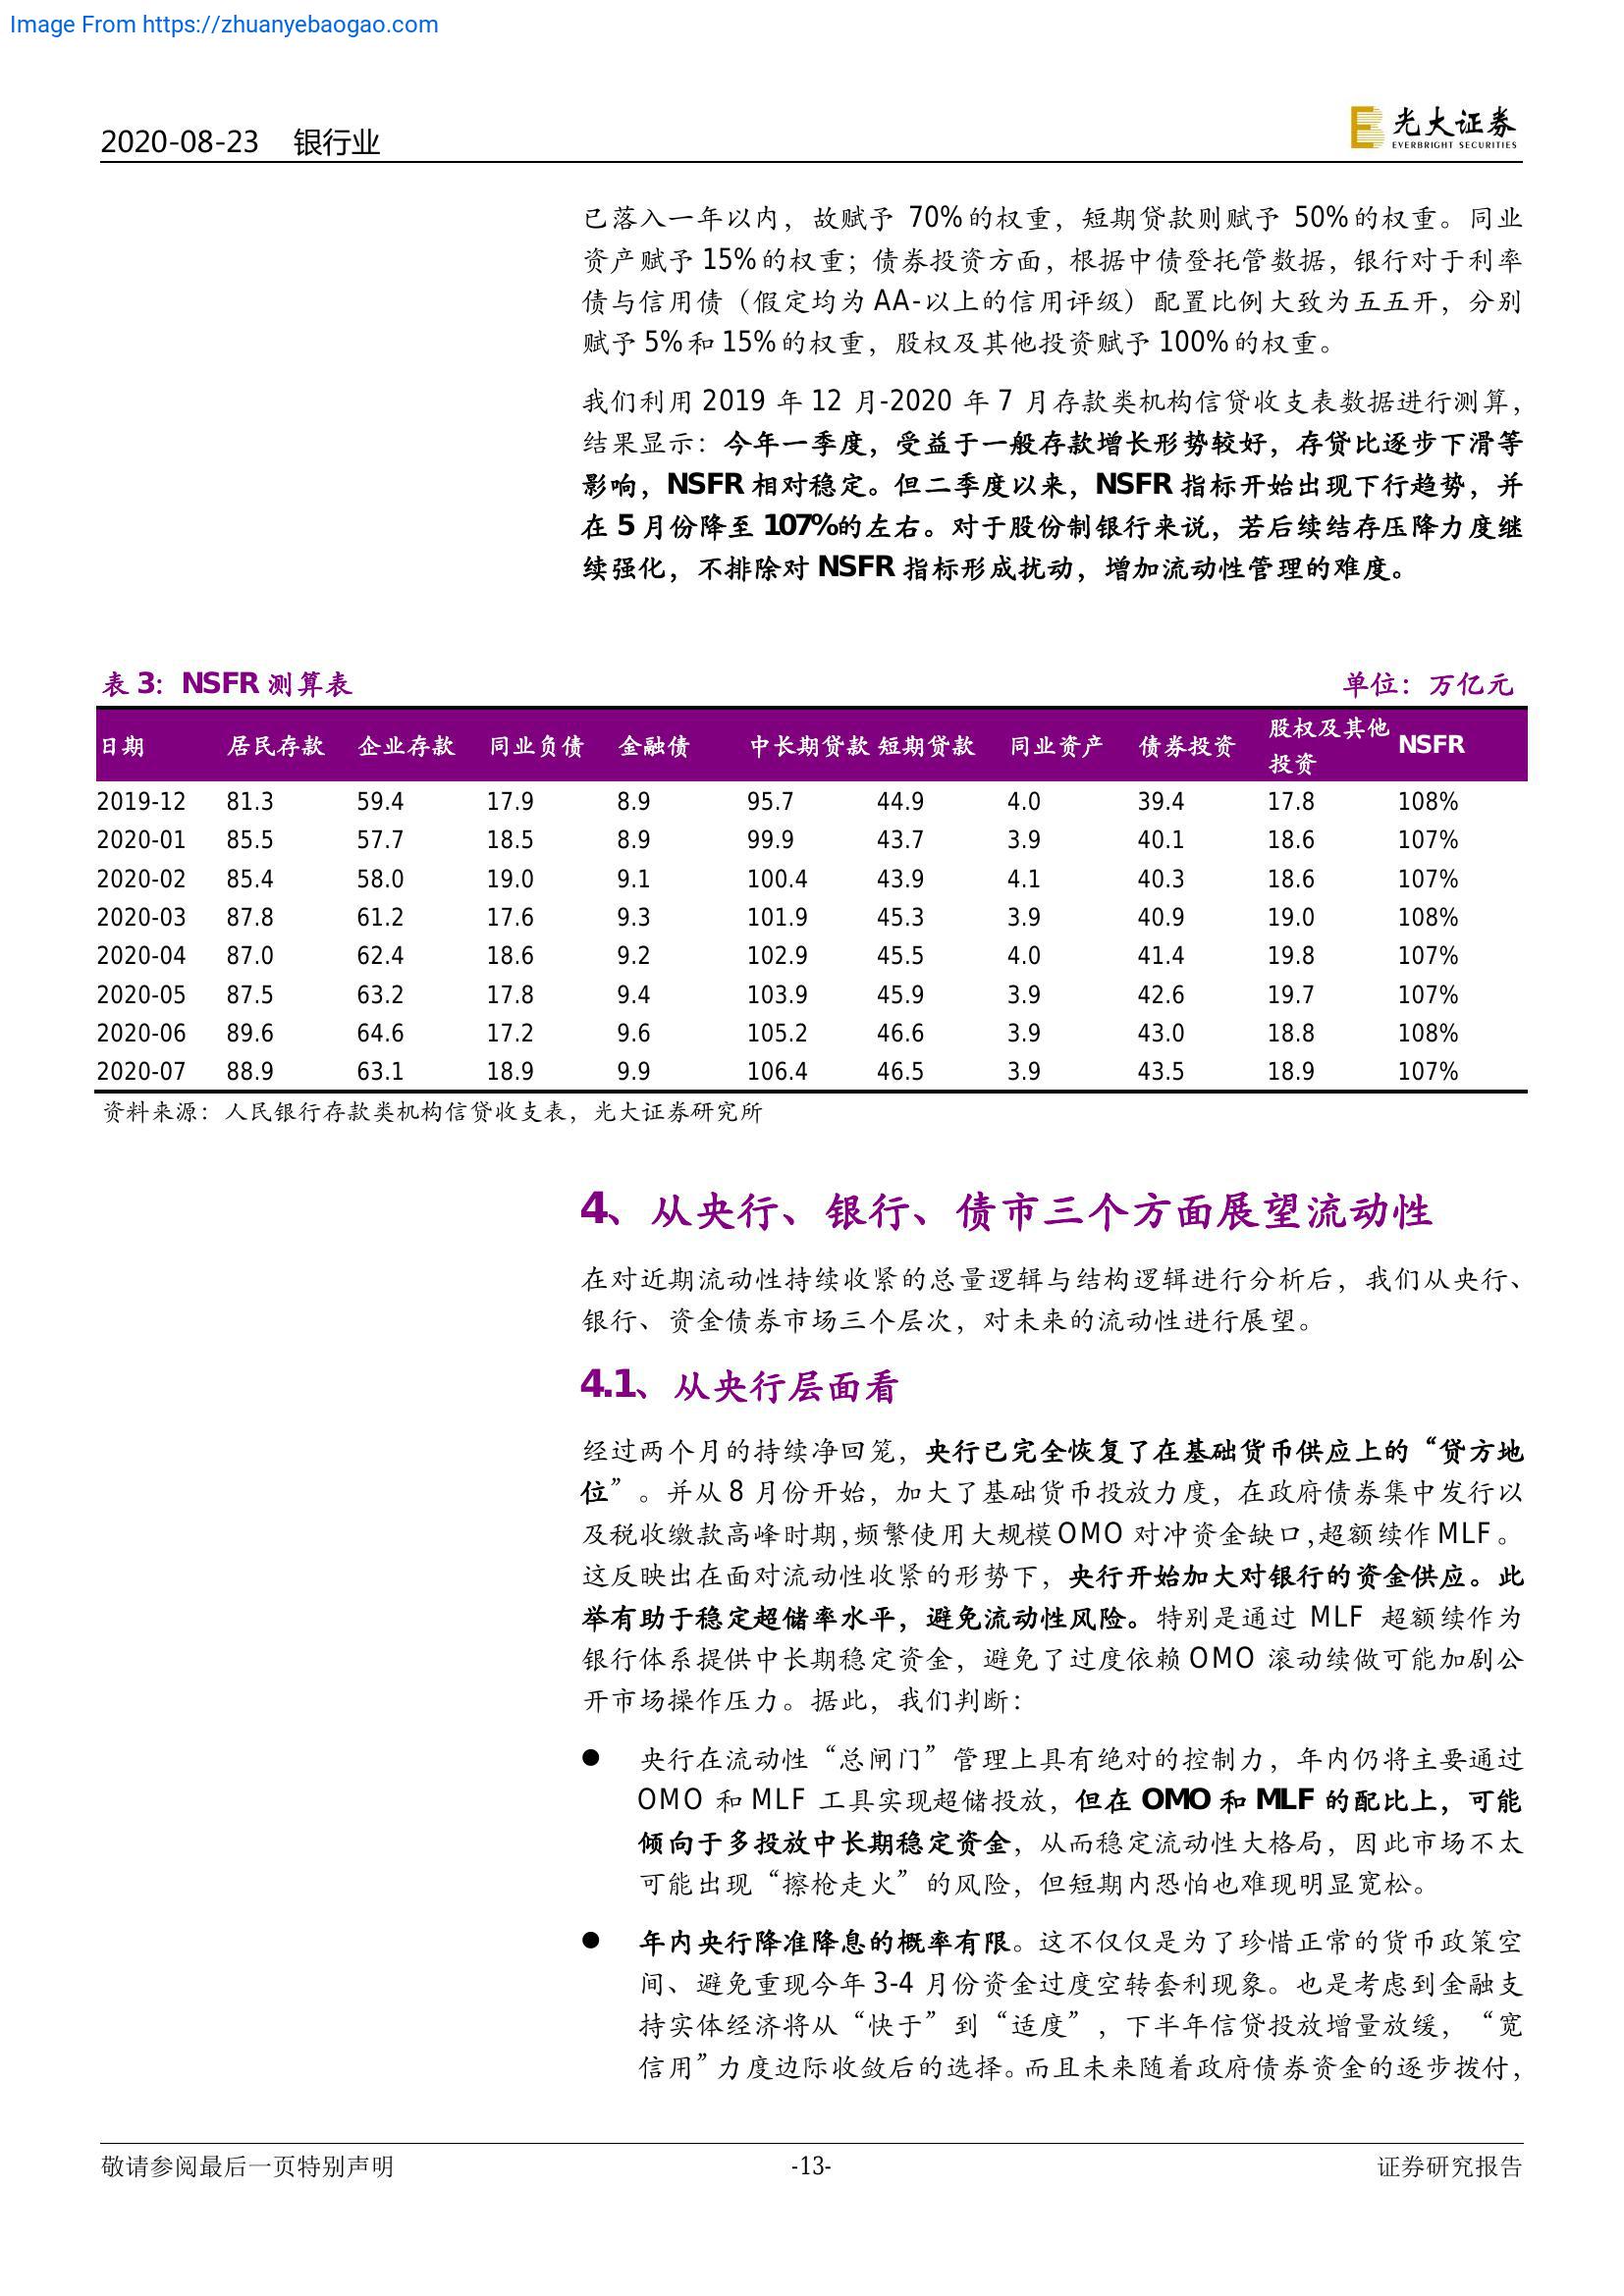 Image From https://zhuanyebaogao.com
2020-08-23 银行业
光大证券
EVERBRIGHT SECURITIES
已落入一年以内，故赋予 70%的权重，短期贷款则赋予 50%的权重。同业
资产赋予 15%的权重；债券投资方面，根据中债登托管数据，银行对于利率
债与信用债（假定均为 AA-以上的信用评级）配置比例大致为五五开，分别
赋予 5%和 15%的权重，股权及其他投资赋予 100%的权重。
我们利用 2019 年 12 月-2020 年 7 月存款类机构信贷收支表数据进行测算，
结果显示：今年一季度，受益于一般存款增长形势较好，存贷比逐步下滑等
影响，NSFR 相对稳定。但二季度以来，NSFR 指标开始出现下行趋势，并
在 5 月份降至 107%的左右。对于股份制银行来说，若后续结存压降力度继
续强化，不排除对 NSFR 指标形成扰动，增加流动性管理的难度。
表 3：NSFR 测算表 单位：万亿元
日期 居民存款 企业存款 同业负债 金融债 中长期贷款 短期贷款 同业资产 债券投资 股权及其他投资 NSFR
2019-12 81.3 59.4 17.9 8.9 95.7 44.9 4.0 39.4 17.8 108%
2020-01 85.5 57.7 18.5 8.9 99.9 43.7 3.9 40.1 18.6 107%
2020-02 85.4 58.0 19.0 9.1 100.4 43.9 4.1 40.3 18.6 107%
2020-03 87.8 61.2 17.6 9.3 101.9 45.3 3.9 40.9 19.0 108%
2020-04 87.0 62.4 18.6 9.2 102.9 45.5 4.0 41.4 19.8 107%
2020-05 87.5 63.2 17.8 9.4 103.9 45.9 3.9 42.6 19.7 107%
2020-06 89.6 64.6 17.2 9.6 105.2 46.6 3.9 43.0 18.8 108%
2020-07 88.9 63.1 18.9 9.9 106.4 46.5 3.9 43.5 18.9 107%
资料来源：人民银行存款类机构信贷收支表，光大证券研究所
4、从央行、银行、债市三个方面展望流动性
在对近期流动性持续收紧的总量逻辑与结构逻辑进行分析后，我们从央行、
银行、资金债券市场三个层次，对未来的流动性进行展望。
4.1、从央行层面看
经过两个月的持续净回笼，央行已完全恢复了在基础货币供应上的“贷方地
位”。并从 8 月份开始，加大了基础货币投放力度，在政府债券集中发行以
及税收缴款高峰时期，频繁使用大规模 OMO 对冲资金缺口，超额续作 MLF。
这反映出在面对流动性收紧的形势下，央行开始加大对银行的资金供应。此
举有助于稳定超储率水平，避免流动性风险。特别是通过 MLF 超额续作为
银行体系提供中长期稳定资金，避免了过度依赖 OMO 滚动续做可能加剧公
开市场操作压力。据此，我们判断：
● 央行在流动性“总闸门”管理上具有绝对的控制力，年内仍将主要通过
OMO 和 MLF 工具实现超储投放，但在 OMO 和 MLF 的配比上，可能
倾向于多投放中长期稳定资金，从而稳定流动性大格局，因此市场不太
可能出现“擦枪走火”的风险，但短期内恐怕也难现明显宽松。
● 年内央行降准降息的概率有限。这不仅仅是为了珍惜正常的货币政策空
间、避免重现今年 3-4 月份资金过度空转套利现象。也是考虑到金融支
持实体经济将从“快于”到“适度”，下半年信贷投放增量放缓，“宽
信用”力度边际收敛后的选择。而且未来随着政府债券资金的逐步拨付，
敬请参阅最后一页特别声明 -13- 证券研究报告